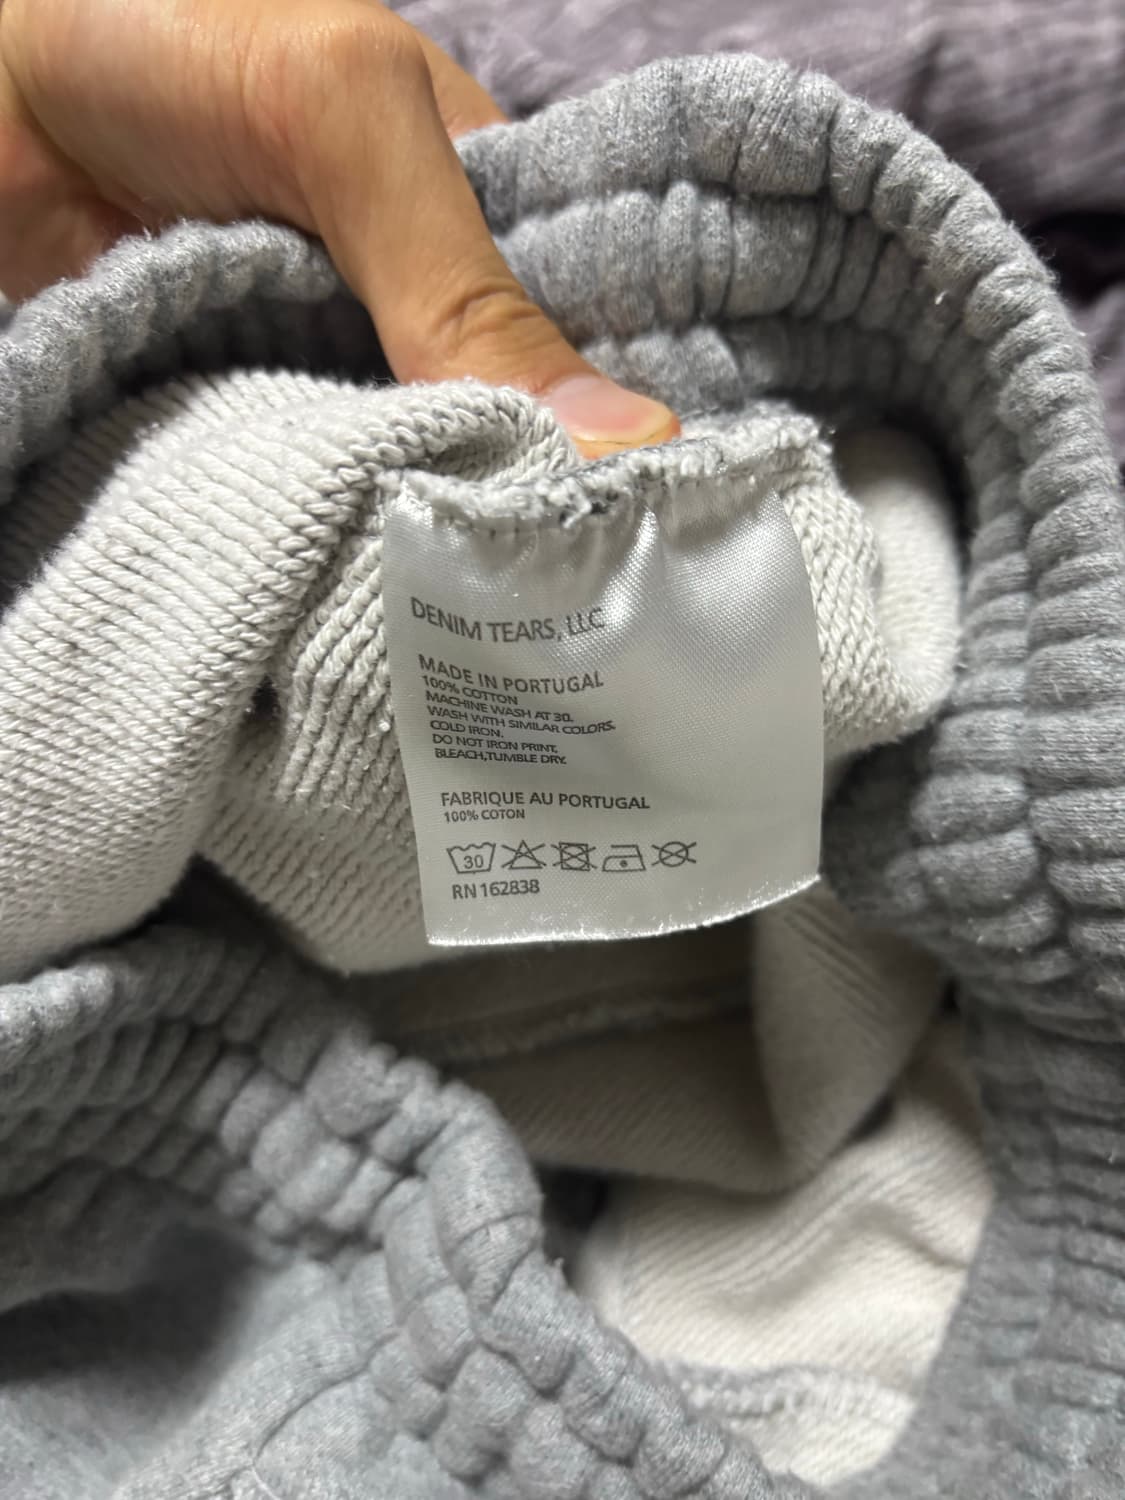 DENIM TEARS, LLC
MADE IN PORTUGAL
100% COTTON
MACHINE WASH AT 30.
WASH WITH SIMILAR COLORS.
COLD IRON.
DO NOT IRON PRINT,
BLEACH,TUMBLE DRY.
FABRIQUE AU PORTUGAL
100% COTON
30
RN 162838